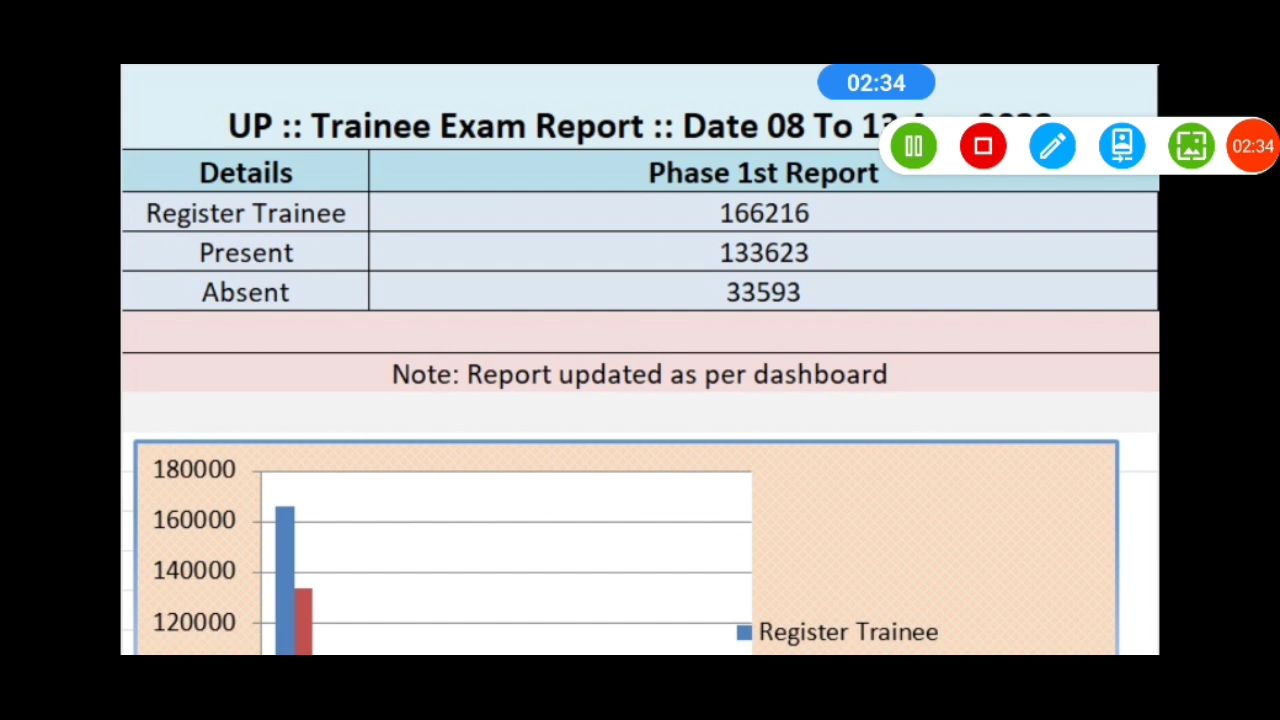 02:34
UP :: Trainee Exam Report :: Date 08 To
Details Phase 1st Report
02:34
Register Trainee 166216
Present 133623
Absent 33593
Note: Report updated as per dashboard
180000
160000
140000
120000
Register Trainee